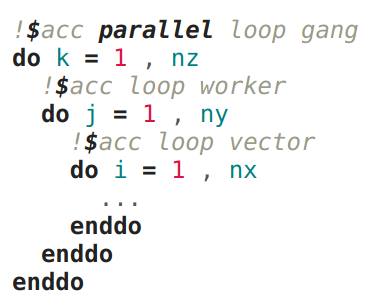 !$acc parallel loop gang
do k = 1 , nz
  !$acc loop worker
  do j = 1 , ny
    !$acc loop vector
    do i = 1 , nx
      ...
    enddo
  enddo
enddo